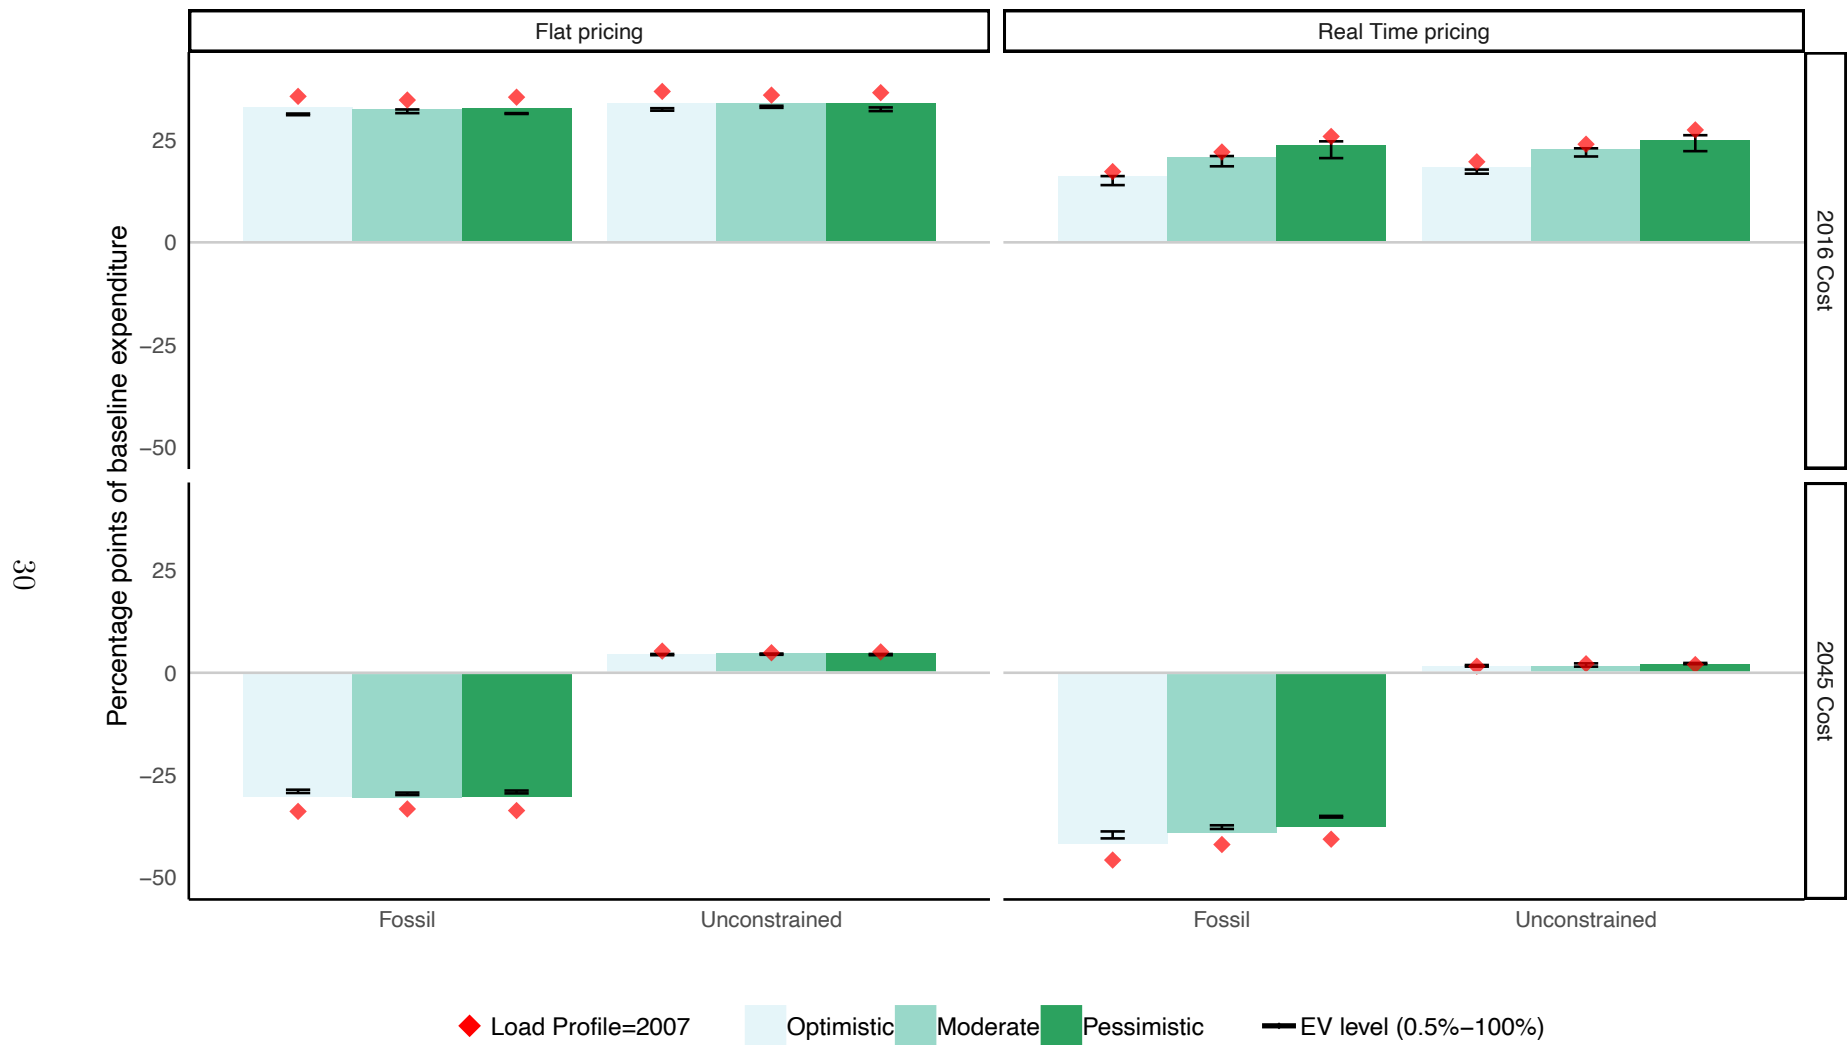 Flat pricing
Real Time pricing
Percentage points of baseline expenditure
25
0
−25
−50
2016 Cost
25
0
−25
−50
2045 Cost
Fossil
Unconstrained
Fossil
Unconstrained
Load Profile=2007
Optimistic
Moderate
Pessimistic
EV level (0.5%−100%)
30